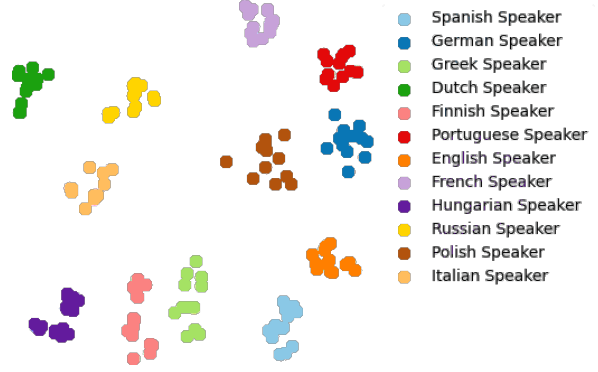 Spanish Speaker
German Speaker
Greek Speaker
Dutch Speaker
Finnish Speaker
Portuguese Speaker
English Speaker
French Speaker
Hungarian Speaker
Russian Speaker
Polish Speaker
Italian Speaker